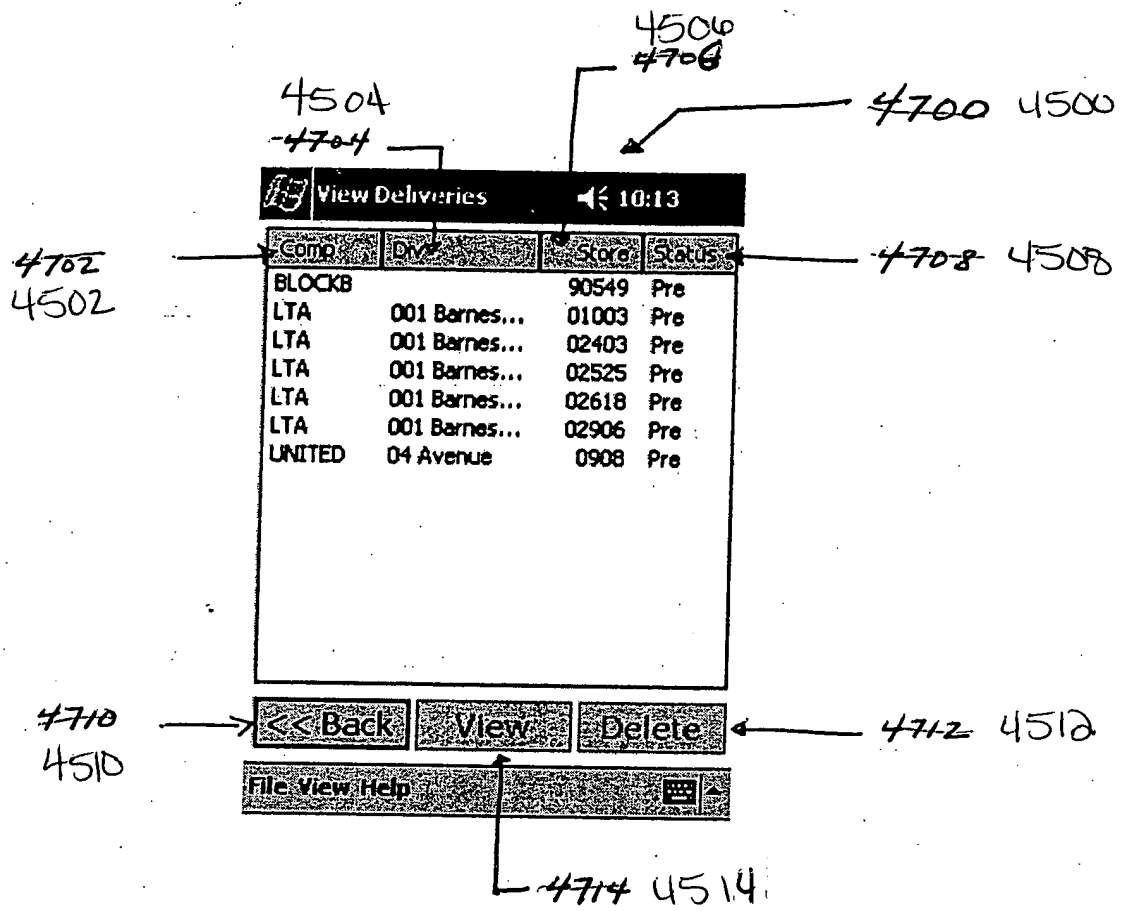 4506
4706
4504
4704
4700 4500
View Deliveries 10:13
4702
4502
Comp Div Store Status
4708 4508
BLOCKB 90549 Pre
LTA 001 Barnes... 01003 Pre
LTA 001 Barnes... 02403 Pre
LTA 001 Barnes... 02525 Pre
LTA 001 Barnes... 02618 Pre
LTA 001 Barnes... 02906 Pre
UNITED 04 Avenue 0908 Pre
4710
4510
<< Back View Delete
4712 4512
File View Help
4714 4514